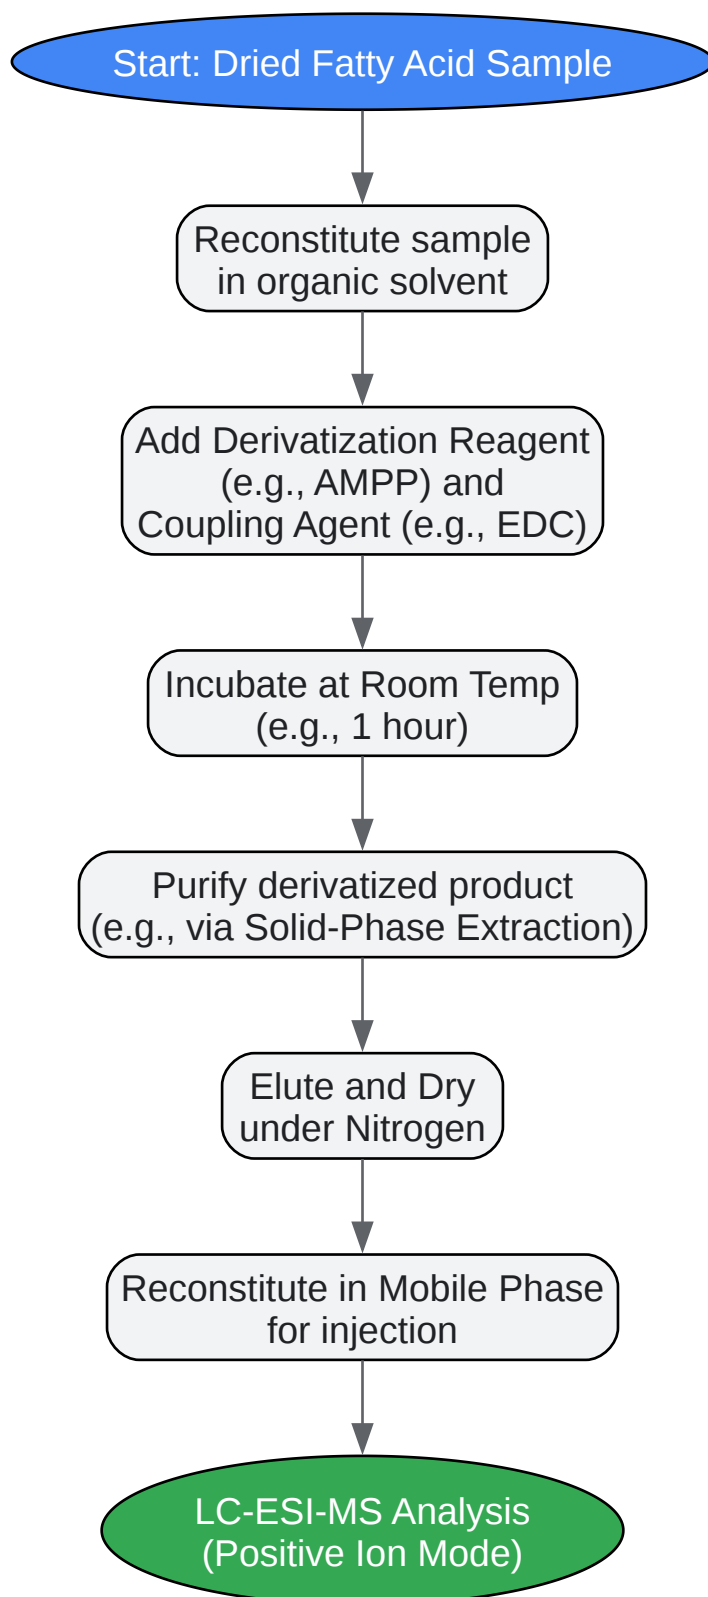 Start: Dried Fatty Acid Sample
Reconstitute sample
in organic solvent
Add Derivatization Reagent
(e.g., AMPP) and
Coupling Agent (e.g., EDC)
Incubate at Room Temp
(e.g., 1 hour)
Purify derivatized product
(e.g., via Solid-Phase Extraction)
Elute and Dry
under Nitrogen
Reconstitute in Mobile Phase
for injection
LC-ESI-MS Analysis
(Positive Ion Mode)